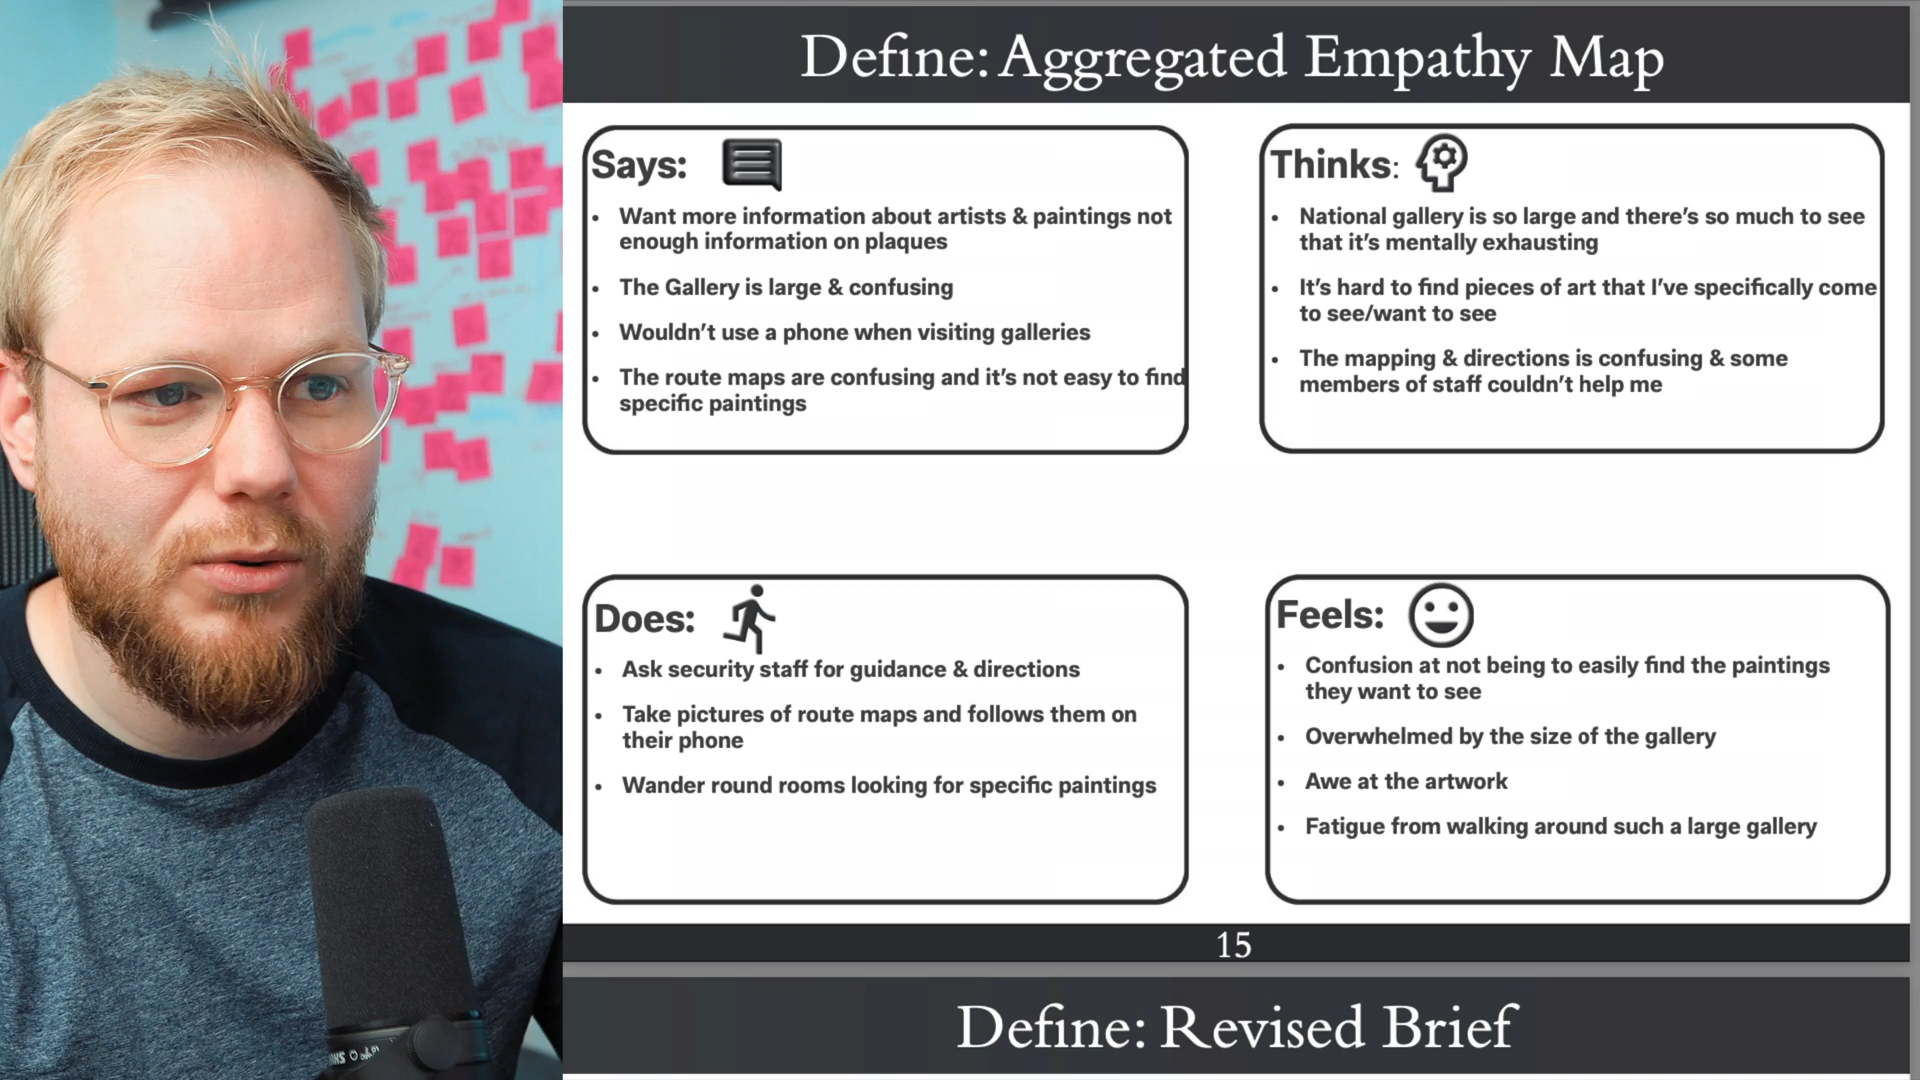 Define: Aggregated Empathy Map
Says:
• Want more information about artists & paintings not
enough information on plaques
• The Gallery is large & confusing
• Wouldn't use a phone when visiting galleries
• The route maps are confusing and it's not easy to find
specific paintings
Thinks:
• National gallery is so large and there's so much to see
that it's mentally exhausting
• It's hard to find pieces of art that I've specifically come
to see/want to see
• The mapping & directions is confusing & some
members of staff couldn't help me
Does:
• Ask security staff for guidance & directions
• Take pictures of route maps and follows them on
their phone
• Wander round rooms looking for specific paintings
Feels:
• Confusion at not being to easily find the paintings
they want to see
• Overwhelmed by the size of the gallery
• Awe at the artwork
• Fatigue from walking around such a large gallery
15
Define: Revised Brief